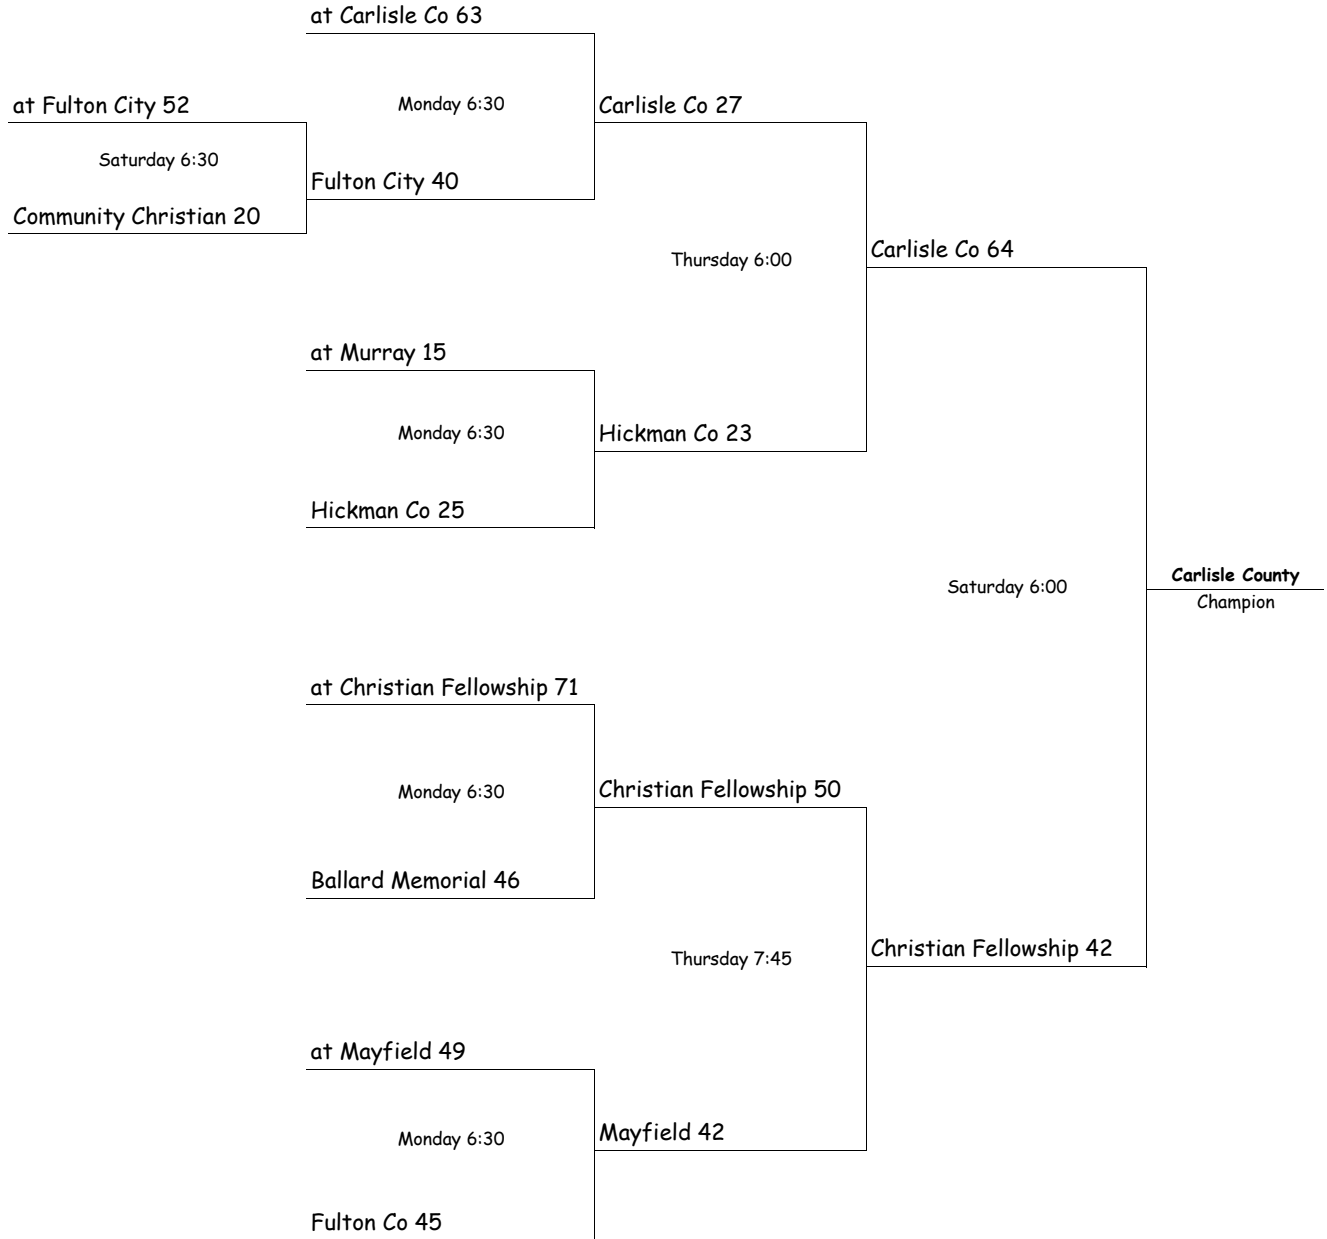 at Carlisle Co 63
at Fulton City 52
Monday 6:30
Carlisle Co 27
Saturday 6:30
Fulton City 40
Community Christian 20
Carlisle Co 64
Thursday 6:00
at Murray 15
Monday 6:30
Hickman Co 23
Hickman Co 25
Carlisle County
Saturday 6:00
Champion
at Christian Fellowship 71
Monday 6:30
Christian Fellowship 50
Ballard Memorial 46
Christian Fellowship 42
Thursday 7:45
at Mayfield 49
Monday 6:30
Mayfield 42
Fulton Co 45